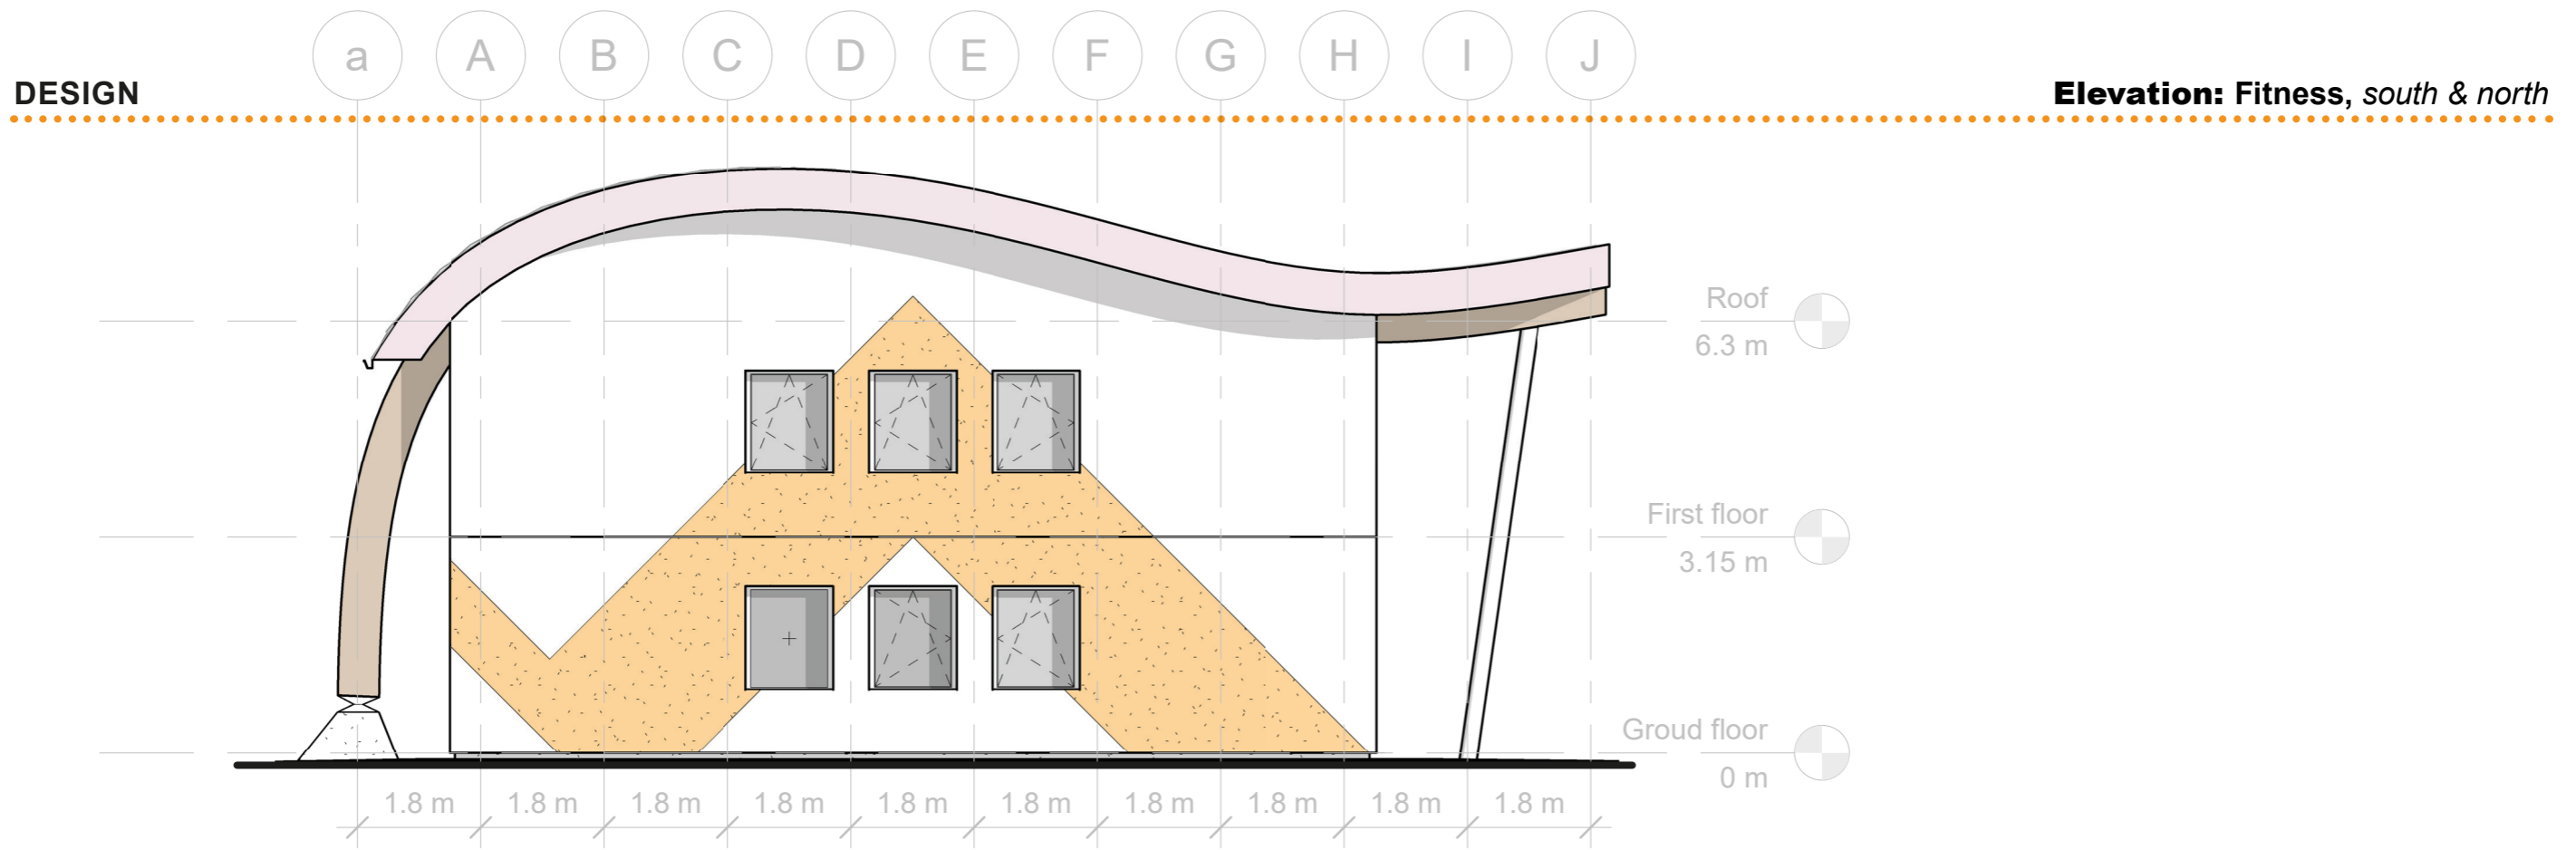 a A B C D E F G H I J
DESIGN
Elevation: Fitness, south & north
Roof
6.3 m
First floor
3.15 m
Groud floor
0 m
1.8 m 1.8 m 1.8 m 1.8 m 1.8 m 1.8 m 1.8 m 1.8 m 1.8 m 1.8 m